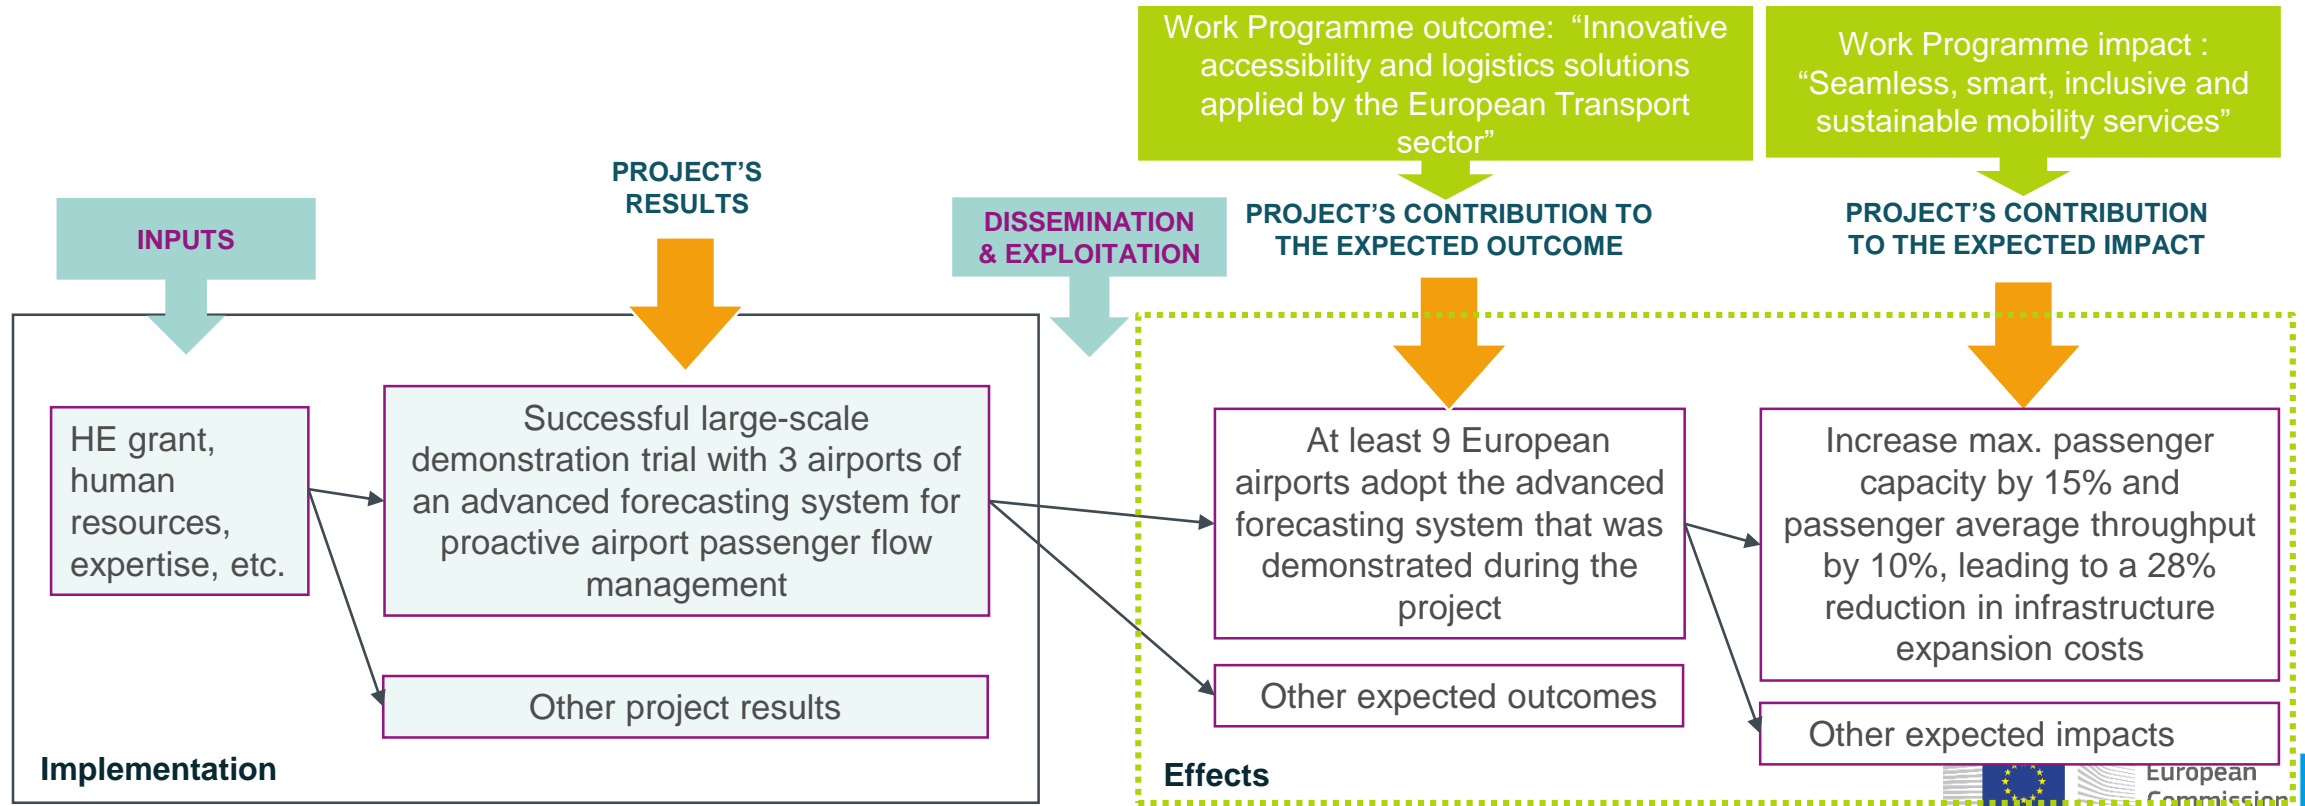 Work Programme outcome: “Innovative
accessibility and logistics solutions
applied by the European Transport
sector”
Work Programme impact :
“Seamless, smart, inclusive and
sustainable mobility services”
INPUTS
PROJECT’S
RESULTS
DISSEMINATION
& EXPLOITATION
PROJECT’S CONTRIBUTION TO
THE EXPECTED OUTCOME
PROJECT’S CONTRIBUTION
TO THE EXPECTED IMPACT
HE grant,
human
resources,
expertise, etc.
Successful large-scale
demonstration trial with 3 airports of
an advanced forecasting system for
proactive airport passenger flow
management
Other project results
Implementation
At least 9 European
airports adopt the advanced
forecasting system that was
demonstrated during the
project
Other expected outcomes
Increase max. passenger
capacity by 15% and
passenger average throughput
by 10%, leading to a 28%
reduction in infrastructure
expansion costs
Other expected impacts
Effects
European
Commission